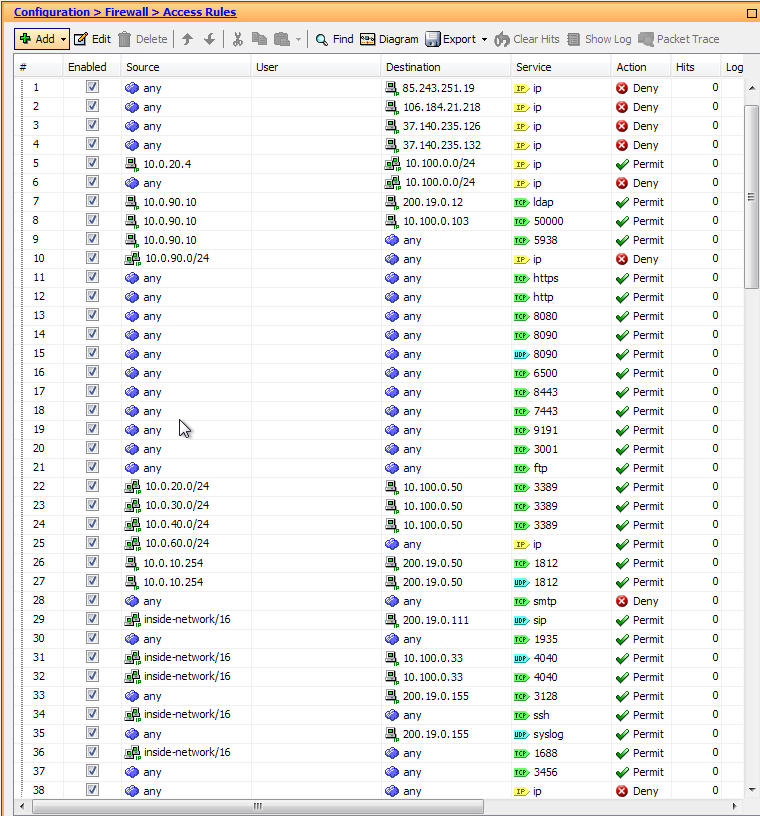 Configuration > Firewall > Access Rules
Add Edit Delete Find Diagram Export Clear Hits Show Log Packet Trace
# Enabled Source User Destination Service Action Hits Log
1 any 85.243.251.19 IP ip Deny 0
2 any 106.184.21.218 IP ip Deny 0
3 any 37.140.235.126 IP ip Deny 0
4 any 37.140.235.132 IP ip Deny 0
5 10.0.20.4 10.100.0.0/24 IP ip Permit 0
6 any 10.100.0.0/24 IP ip Deny 0
7 10.0.90.10 200.19.0.12 TCP ldap Permit 0
8 10.0.90.10 10.100.0.103 TCP 50000 Permit 0
9 10.0.90.10 any TCP 5938 Permit 0
10 10.0.90.0/24 any IP ip Deny 0
11 any any TCP https Permit 0
12 any any TCP http Permit 0
13 any any TCP 8080 Permit 0
14 any any TCP 8090 Permit 0
15 any any UDP 8090 Permit 0
16 any any TCP 6500 Permit 0
17 any any TCP 8443 Permit 0
18 any any TCP 7443 Permit 0
19 any any TCP 9191 Permit 0
20 any any TCP 3001 Permit 0
21 any any TCP ftp Permit 0
22 10.0.20.0/24 10.100.0.50 TCP 3389 Permit 0
23 10.0.30.0/24 10.100.0.50 TCP 3389 Permit 0
24 10.0.40.0/24 10.100.0.50 TCP 3389 Permit 0
25 10.0.60.0/24 any IP ip Permit 0
26 10.0.10.254 200.19.0.50 TCP 1812 Permit 0
27 10.0.10.254 200.19.0.50 UDP 1812 Permit 0
28 any any TCP smtp Deny 0
29 inside-network/16 200.19.0.111 UDP sip Permit 0
30 any any TCP 1935 Permit 0
31 inside-network/16 10.100.0.33 UDP 4040 Permit 0
32 inside-network/16 10.100.0.33 TCP 4040 Permit 0
33 any 200.19.0.155 TCP 3128 Permit 0
34 inside-network/16 any TCP ssh Permit 0
35 any 200.19.0.155 UDP syslog Permit 0
36 inside-network/16 any TCP 1688 Permit 0
37 any any TCP 3456 Permit 0
38 any any IP ip Deny 0